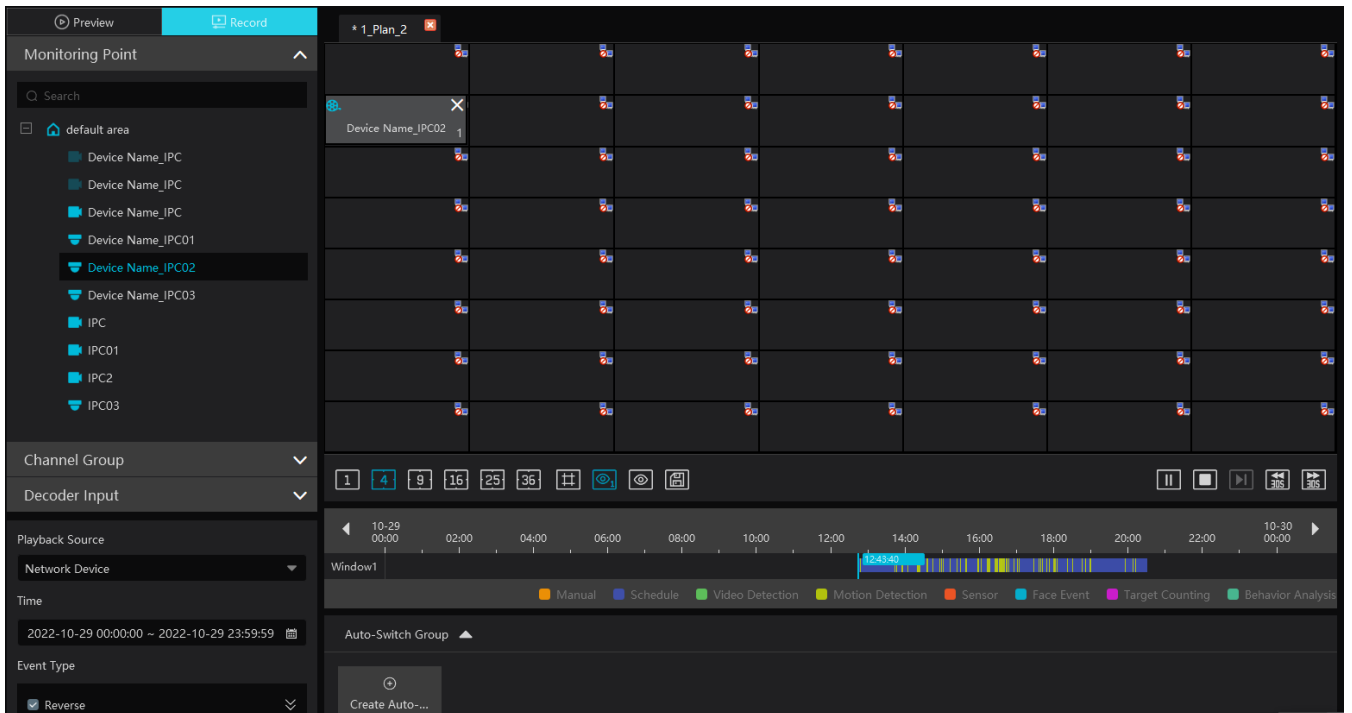 Preview
Record
* 1_Plan_2
Monitoring Point
Search
default area
Device Name_IPC
Device Name_IPC
Device Name_IPC
Device Name_IPC01
Device Name_IPC02
Device Name_IPC03
IPC
IPC01
IPC2
IPC03
Channel Group
Decoder Input
Playback Source
Network Device
Time
2022-10-29 00:00:00 ~ 2022-10-29 23:59:59
Event Type
Reverse
Device Name_IPC02
1
1 4 9 16 25 36 1
30S 30S
10-29 10-30
00:00 02:00 04:00 06:00 08:00 10:00 12:00 14:00 16:00 18:00 20:00 22:00 00:00
Window1
12:43:40
Manual Schedule Video Detection Motion Detection Sensor Face Event Target Counting Behavior Analysis
Auto-Switch Group
Create Auto-...